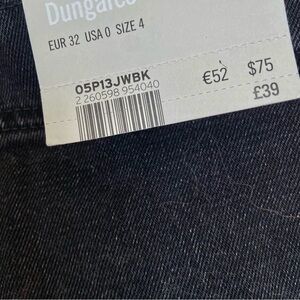 Dungarees
EUR 32 USA 0 SIZE 4
05P13JWBK
2 260598 954040
€52 $75
£39